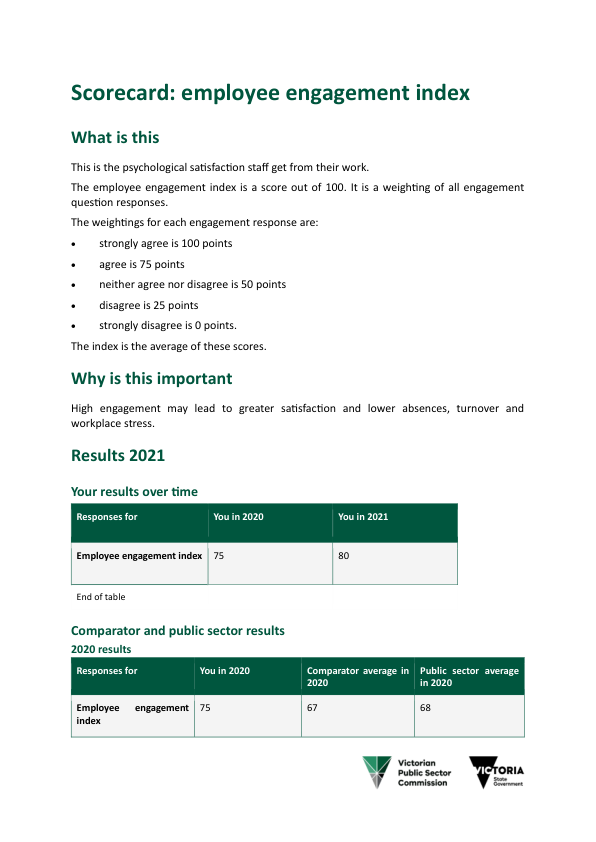 Scorecard: employee engagement index
What is this
This is the psychological satisfaction staff get from their work.
The employee engagement index is a score out of 100. It is a weighting of all engagement
question responses.
The weightings for each engagement response are:
• strongly agree is 100 points
• agree is 75 points
• neither agree nor disagree is 50 points
• disagree is 25 points
• strongly disagree is 0 points.
The index is the average of these scores.
Why is this important
High engagement may lead to greater satisfaction and lower absences, turnover and
workplace stress.
Results 2021
Your results over time
Responses for You in 2020 You in 2021
Employee engagement index 75 80
End of table
Comparator and public sector results
2020 results
Responses for You in 2020 Comparator average in Public sector average
2020 in 2020
Employee engagement 75 67 68
index
Victorian
Public Sector
Commission
VICTORIA
State
Government